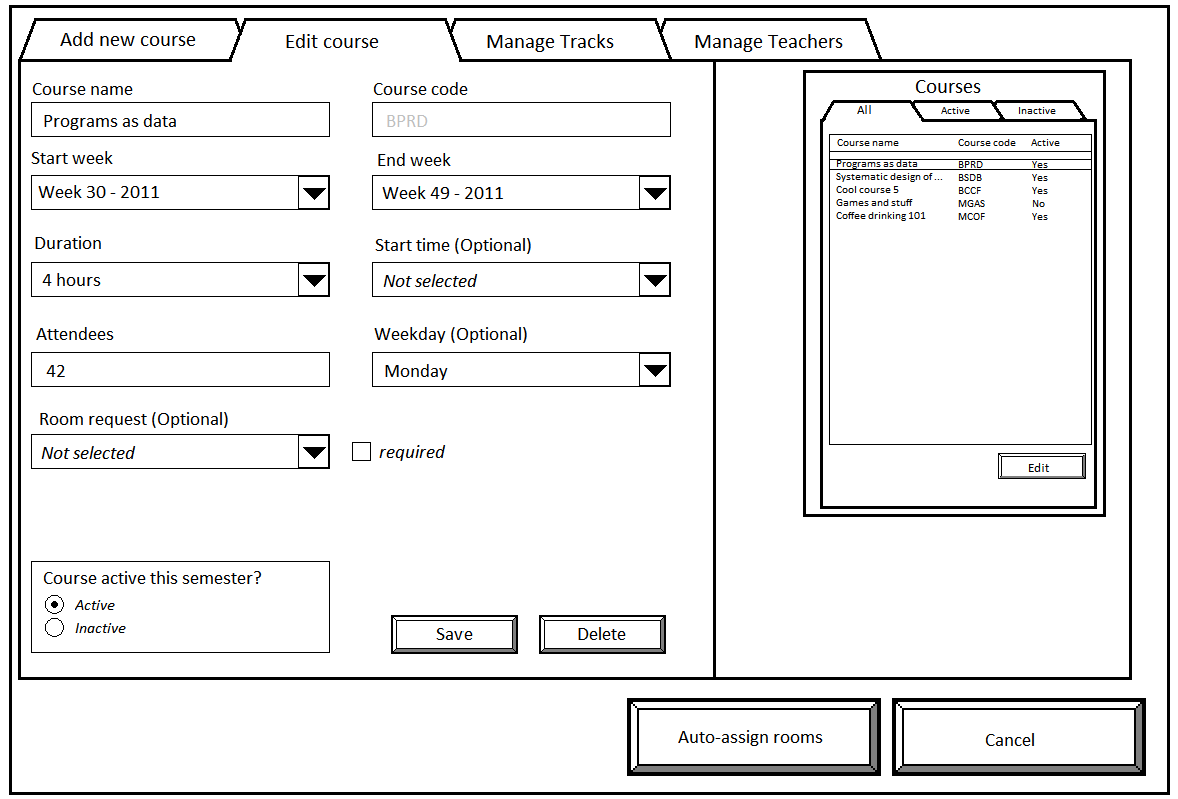 Add new course
Edit course
Manage Tracks
Manage Teachers
Course name
Course code
Programs as data
BPRD
Start week
End week
Week 30 - 2011
Week 49 - 2011
Duration
Start time (Optional)
4 hours
Not selected
Attendees
Weekday (Optional)
42
Monday
Room request (Optional)
Not selected
required
Course active this semester?
Active
Inactive
Save
Delete
Courses
All
Active
Inactive
Course name Course code Active
Programs as data BPRD Yes
Systematic design of ... BSDB Yes
Cool course 5 BCCF Yes
Games and stuff MGAS No
Coffee drinking 101 MCOF Yes
Edit
Auto-assign rooms
Cancel